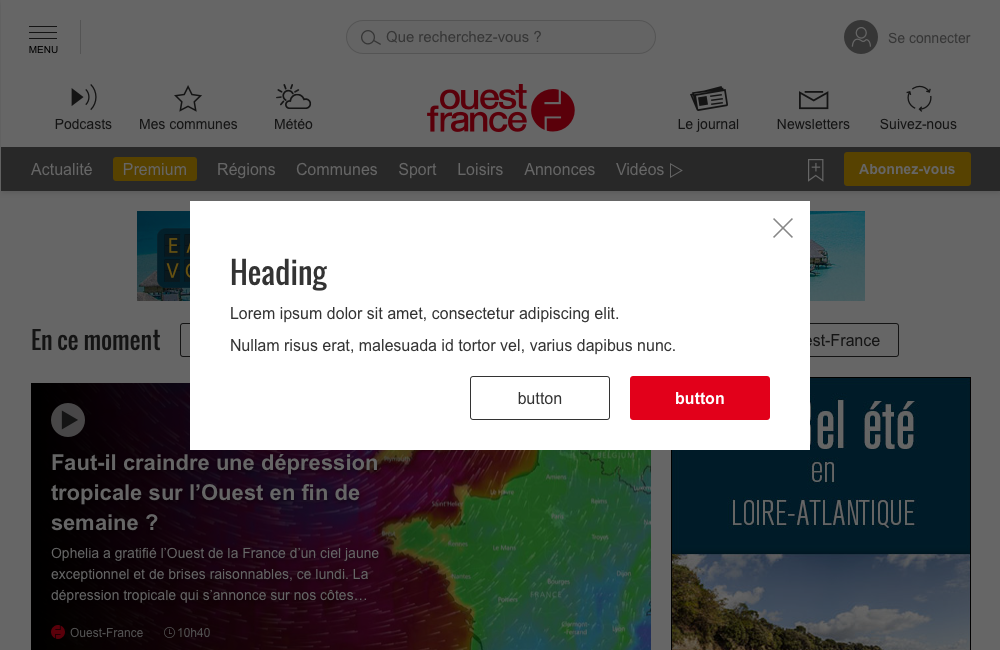 MENU
Que recherchez-vous ?
Se connecter
Podcasts
Mes communes
Météo
ouest
france
Le journal
Newsletters
Suivez-nous
Actualité
Premium
Régions
Communes
Sport
Loisirs
Annonces
Vidéos
Abonnez-vous
Heading
Lorem ipsum dolor sit amet, consectetur adipiscing elit.
Nullam risus erat, malesuada id tortor vel, varius dapibus nunc.
button
button
En ce moment
st-France
Faut-il craindre une dépression
tropicale sur l’Ouest en fin de
semaine ?
Ophelia a gratifié l’Ouest de la France d’un ciel jaune
exceptionnel et de brises raisonnables, ce lundi. La
dépression tropicale qui s’annonce sur nos côtes…
Ouest-France
10h40
el été
en
LOIRE-ATLANTIQUE
FRANCE